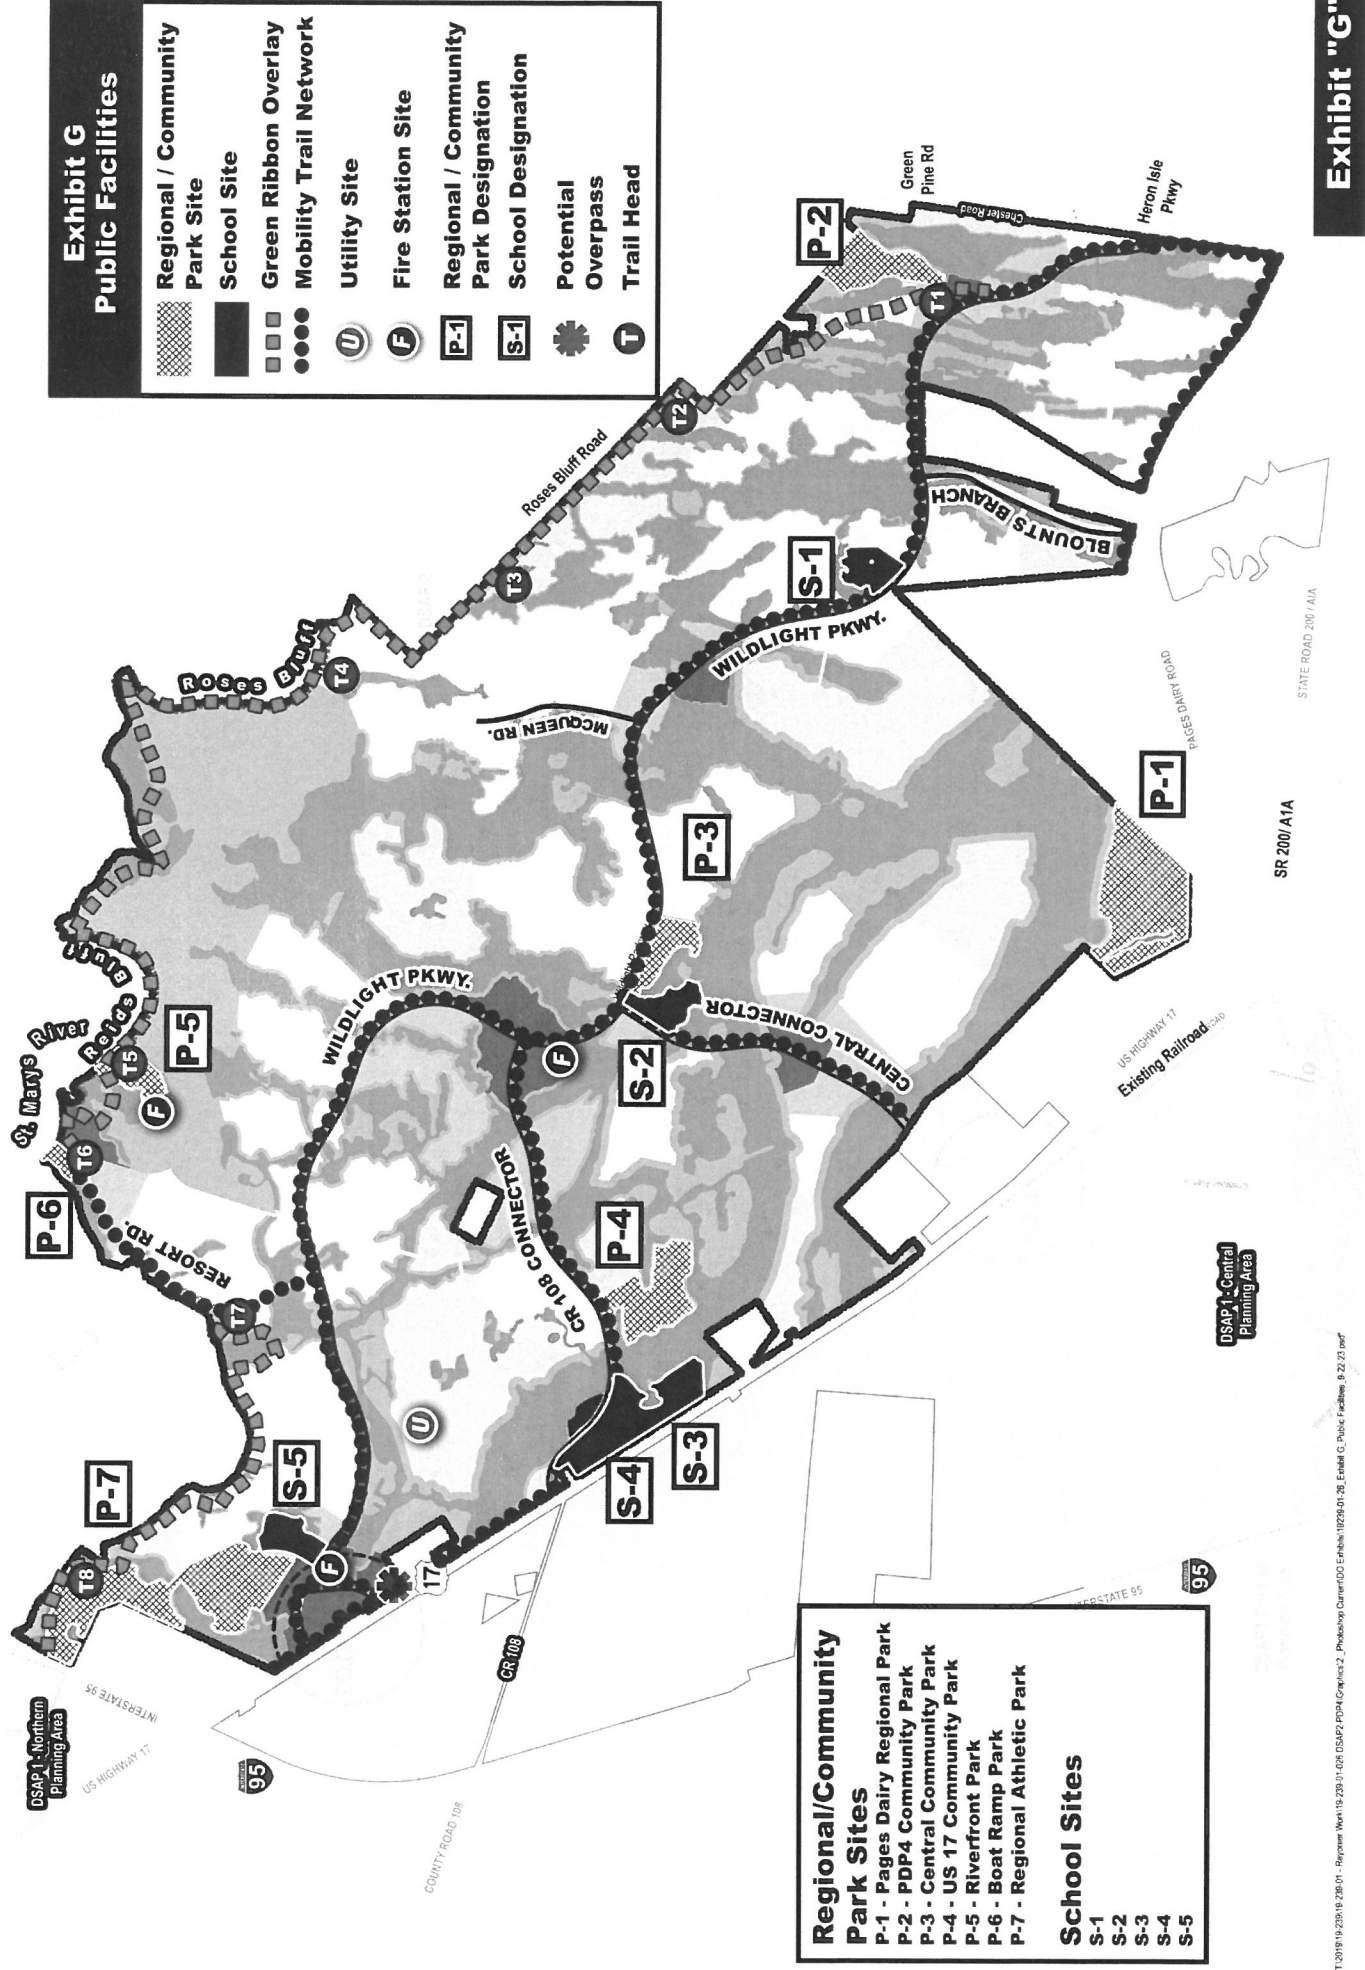 Exhibit G
Public Facilities
Regional / Community
Park Site
School Site
Green Ribbon Overlay
Mobility Trail Network
Utility Site
Fire Station Site
Regional / Community
Park Designation
School Designation
Potential
Overpass
Trail Head
U
F
P-1
S-1
T
Exhibit "G"
DSAP 1 - Northern
Planning Area
INTERSTATE 95
US HIGHWAY 17
95
COUNTY ROAD 108
CR 108
17
P-7
T8
S-5
F
U
T7
RESORT RD.
P-6
T6
St. Marys River
F
T5
P-5
Reids Bluff
WILDLIGHT PKWY.
CR 108 CONNECTOR
F
S-4
S-3
P-4
S-2
CENTRAL CONNECTOR
P-3
MCQUEEN RD.
Roses Bluff
T4
T3
Roses Bluff Road
T2
WILDLIGHT PKWY.
S-1
BLOUNTS BRANCH
T1
P-2
Green
Pine Rd
Chester Road
Heron Isle
Pkwy
P-1
PAGES DAIRY ROAD
STATE ROAD 200 / A1A
SR 200/ A1A
US HIGHWAY 17
Existing Railroad
DSAP 1 - Central
Planning Area
INTERSTATE 95
95
Regional/Community
Park Sites
P-1 - Pages Dairy Regional Park
P-2 - PDP4 Community Park
P-3 - Central Community Park
P-4 - US 17 Community Park
P-5 - Riverfront Park
P-6 - Boat Ramp Park
P-7 - Regional Athletic Park
School Sites
S-1
S-2
S-3
S-4
S-5